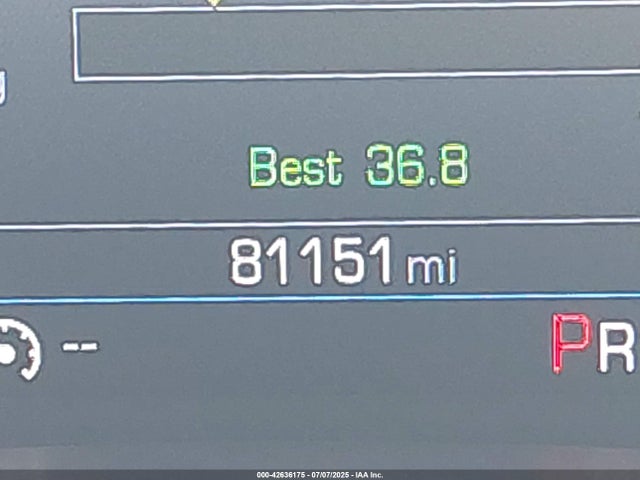 Best 36.8
81151 mi
--
PR
000-42636175 - 07/07/2025 - IAA Inc.